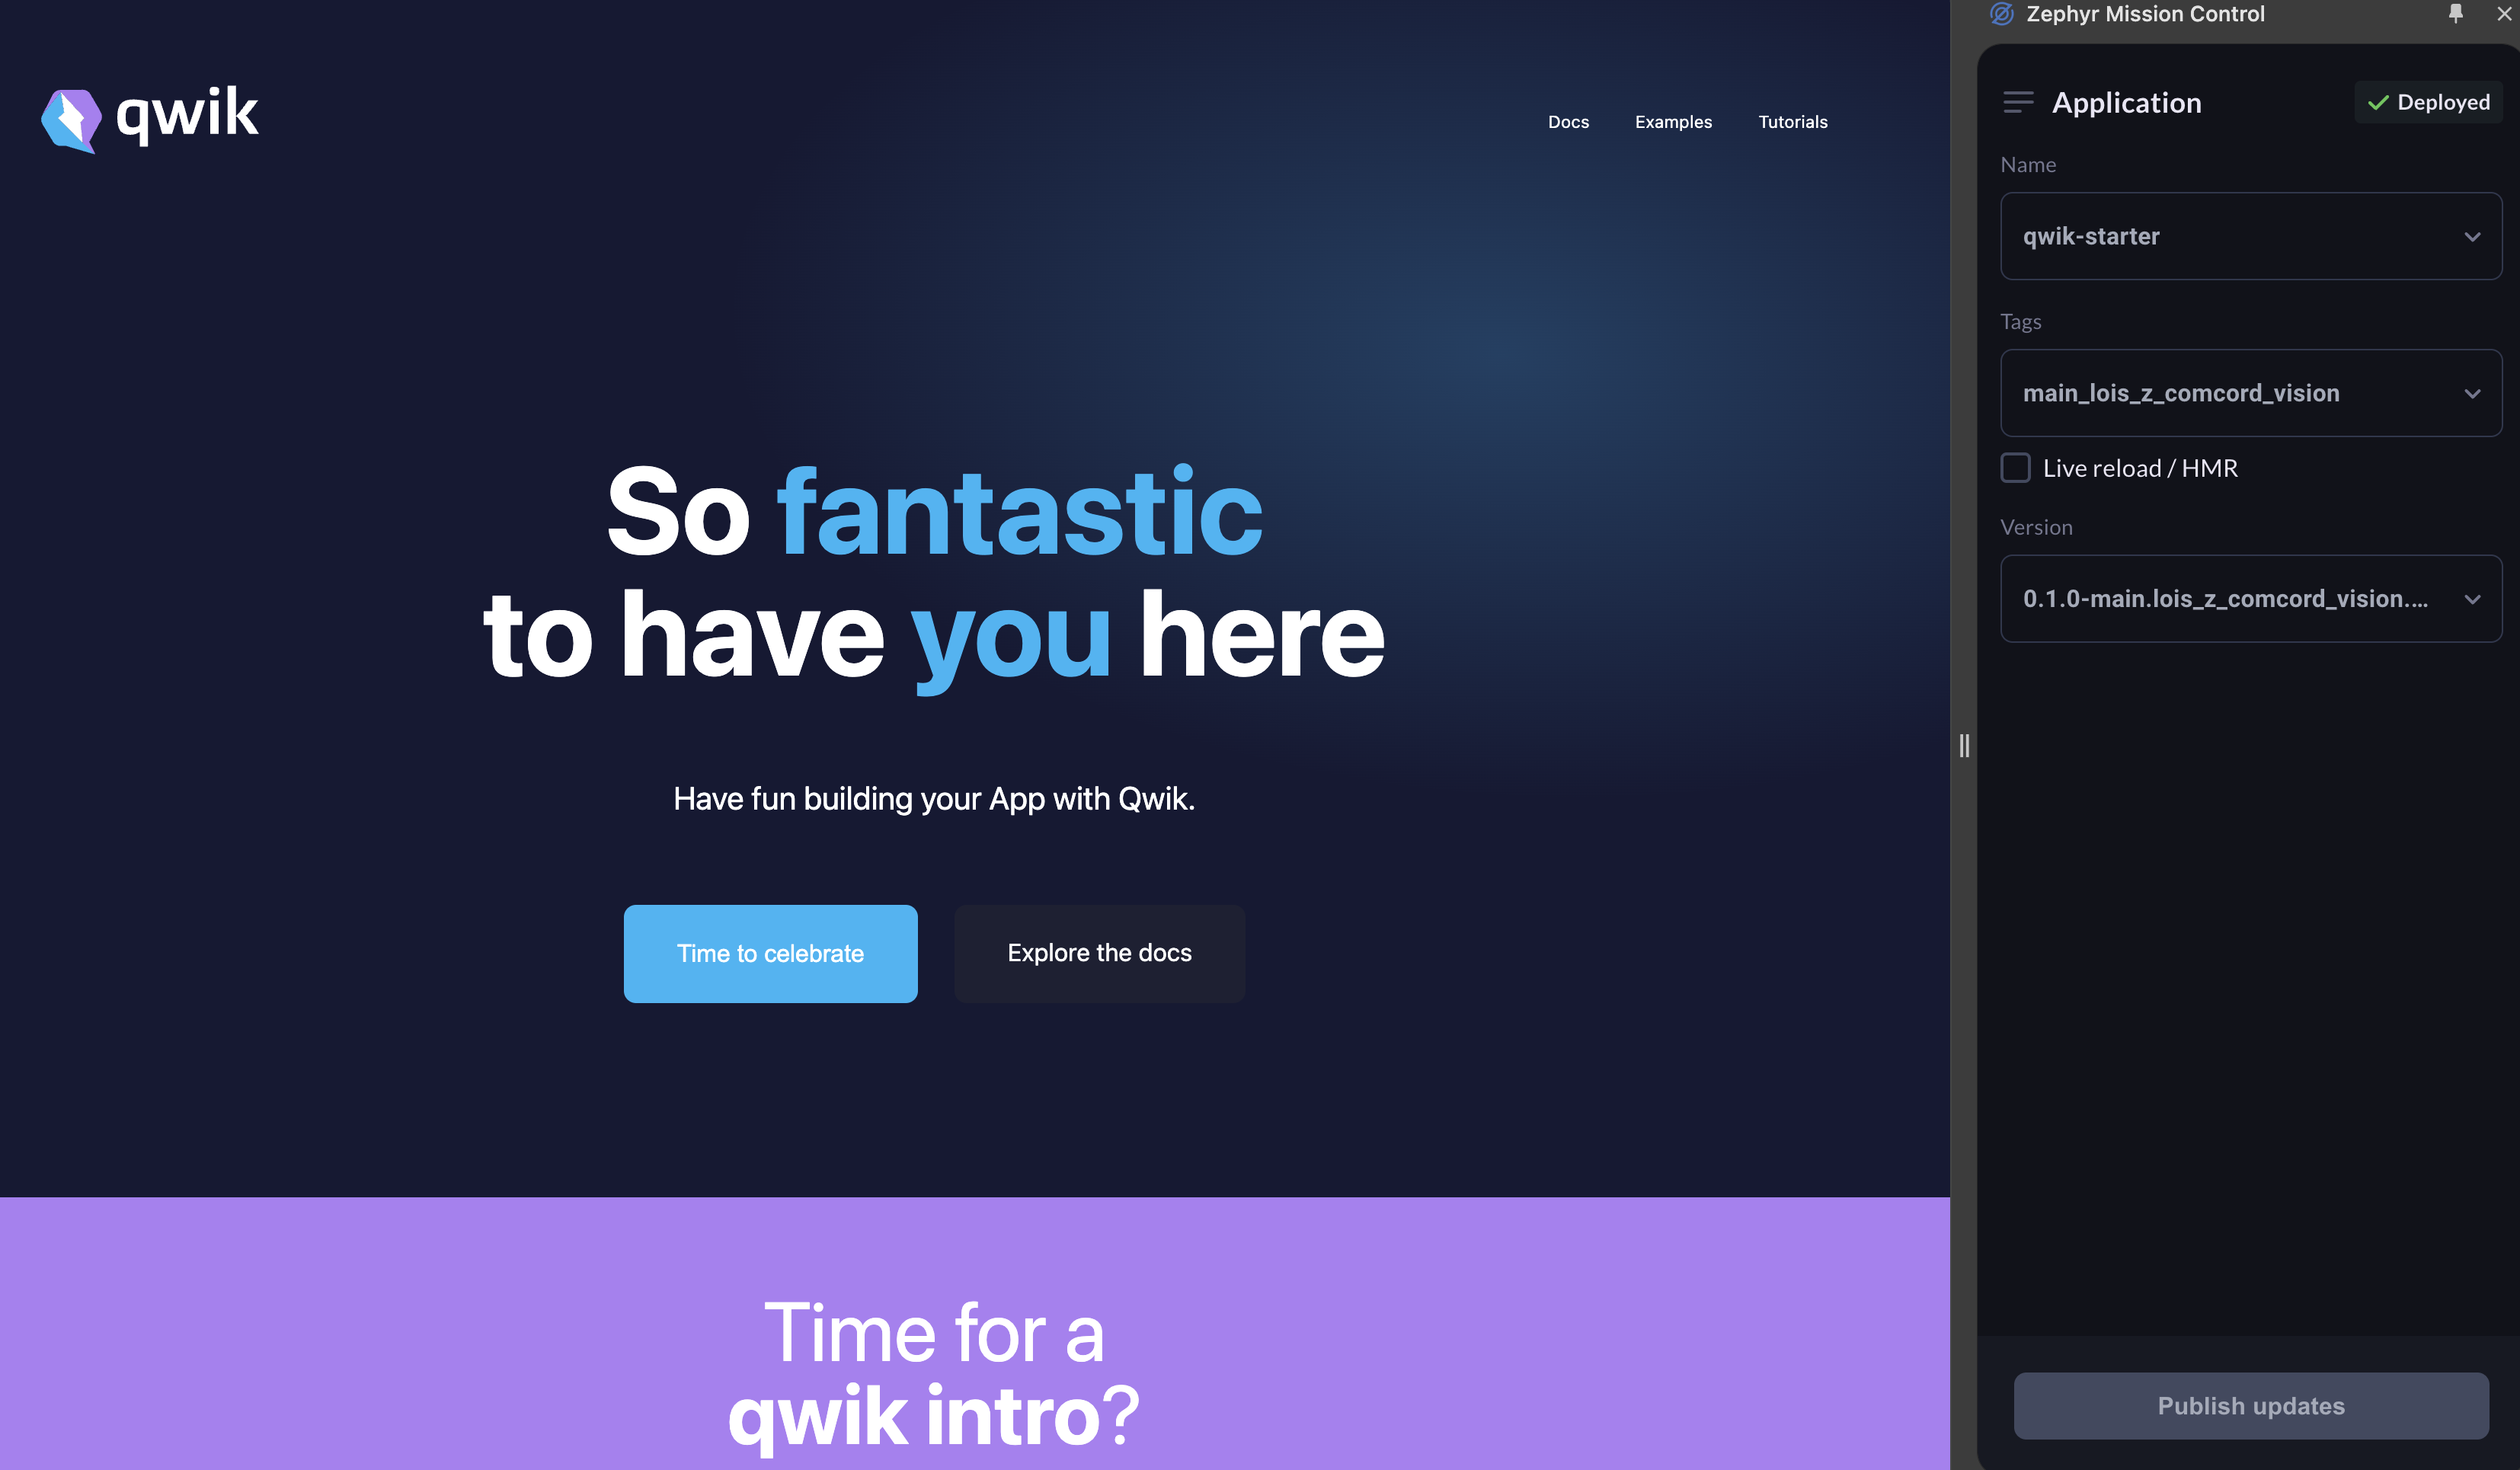 qwik
Docs
Examples
Tutorials
So fantastic
to have you here
Have fun building your App with Qwik.
Time to celebrate
Explore the docs
Time for a
qwik intro?
Zephyr Mission Control
Application
Deployed
Name
qwik-starter
Tags
main_lois_z_comcord_vision
Live reload / HMR
Version
0.1.0-main.lois_z_comcord_vision....
Publish updates